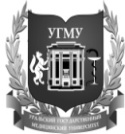 УГМУ
УРАЛЬСКИЙ ГОСУДАРСТВЕННЫЙ
МЕДИЦИНСКИЙ УНИВЕРСИТЕТ